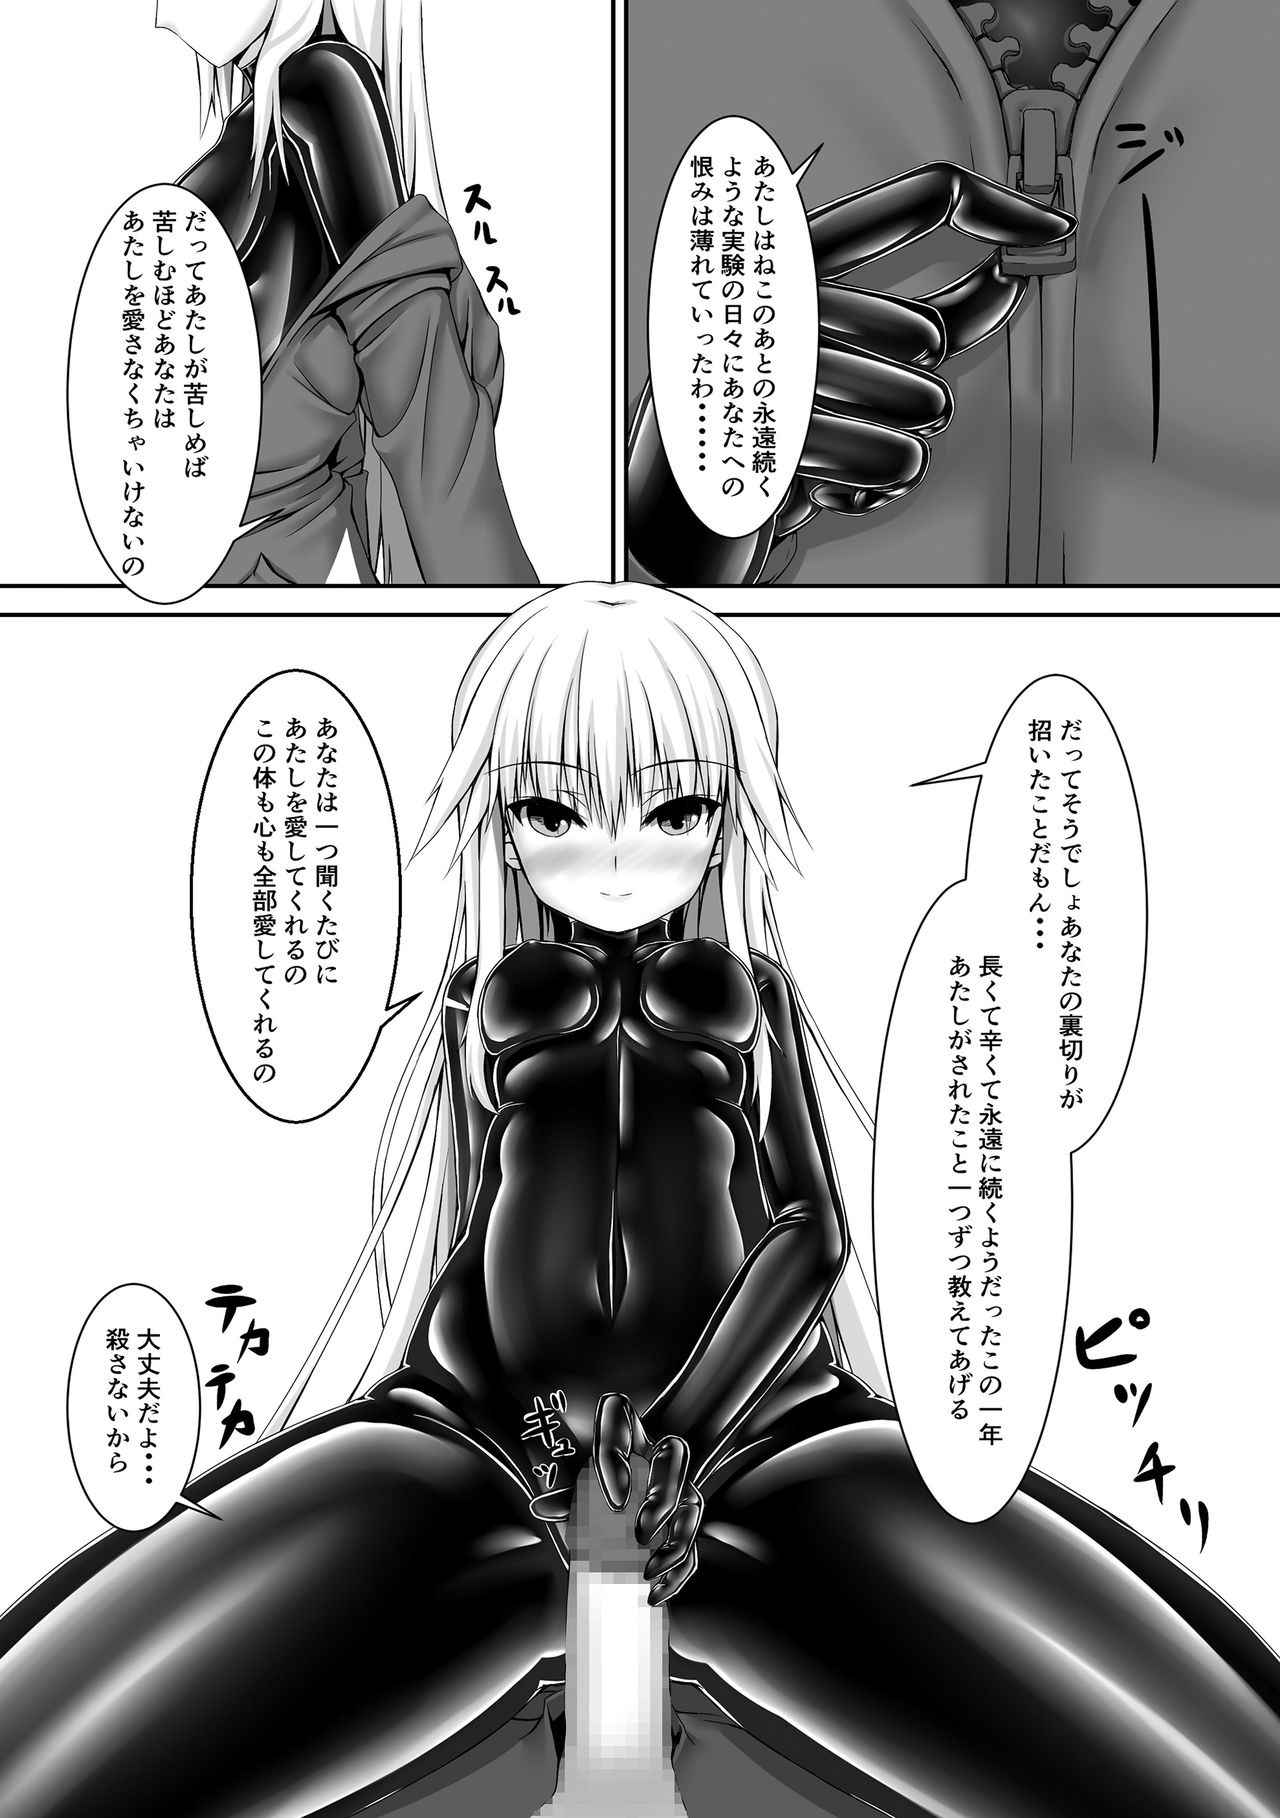 あたしはねこのあとの永遠続く
ような実験の日々にあなたへの
恨みは薄れていったわ・・・・・・
ジ
スルスル
だってあたしが苦しめば
苦しむほどあなたは
あたしを愛さなくちゃいけないの
だってそうでしょあなたの裏切りが
招いたことだもん・・・
長くて辛くて永遠に続くようだったこの一年
あたしがされたこと一つずつ教えてあげる
あなたは一つ聞くたびに
あたしを愛してくれるの
この体も心も全部愛してくれるの
ピッチリ
テカテカ
ギュッ
大丈夫だよ・・・
殺さないから